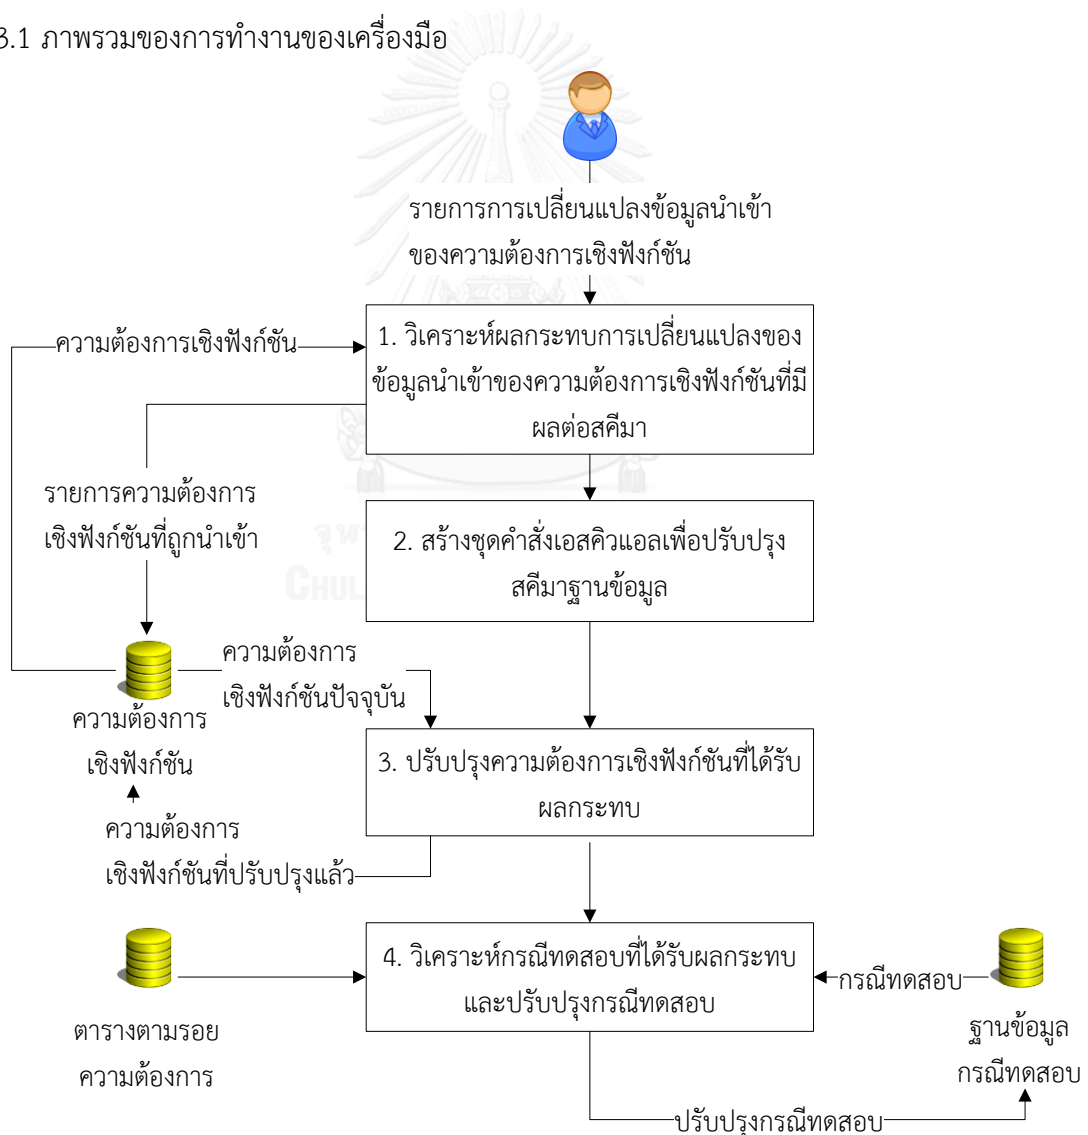 3.1 ภาพรวมของการทำงานของเครื่องมือ
รายการการเปลี่ยนแปลงข้อมูลนำเข้า
ของความต้องการเชิงฟังก์ชัน
ความต้องการเชิงฟังก์ชัน
1. วิเคราะห์ผลกระทบการเปลี่ยนแปลงของ
ข้อมูลนำเข้าของความต้องการเชิงฟังก์ชันที่มี
ผลต่อสคีมา
รายการความต้องการ
เชิงฟังก์ชันที่ถูกนำเข้า
2. สร้างชุดคำสั่งเอสคิวแอลเพื่อปรับปรุง
สคีมาฐานข้อมูล
ความต้องการ
เชิงฟังก์ชันปัจจุบัน
ความต้องการ
เชิงฟังก์ชัน
3. ปรับปรุงความต้องการเชิงฟังก์ชันที่ได้รับ
ผลกระทบ
ความต้องการ
เชิงฟังก์ชันที่ปรับปรุงแล้ว
4. วิเคราะห์กรณีทดสอบที่ได้รับผลกระทบ
และปรับปรุงกรณีทดสอบ
กรณีทดสอบ
ตารางตามรอย
ความต้องการ
ฐานข้อมูล
กรณีทดสอบ
ปรับปรุงกรณีทดสอบ